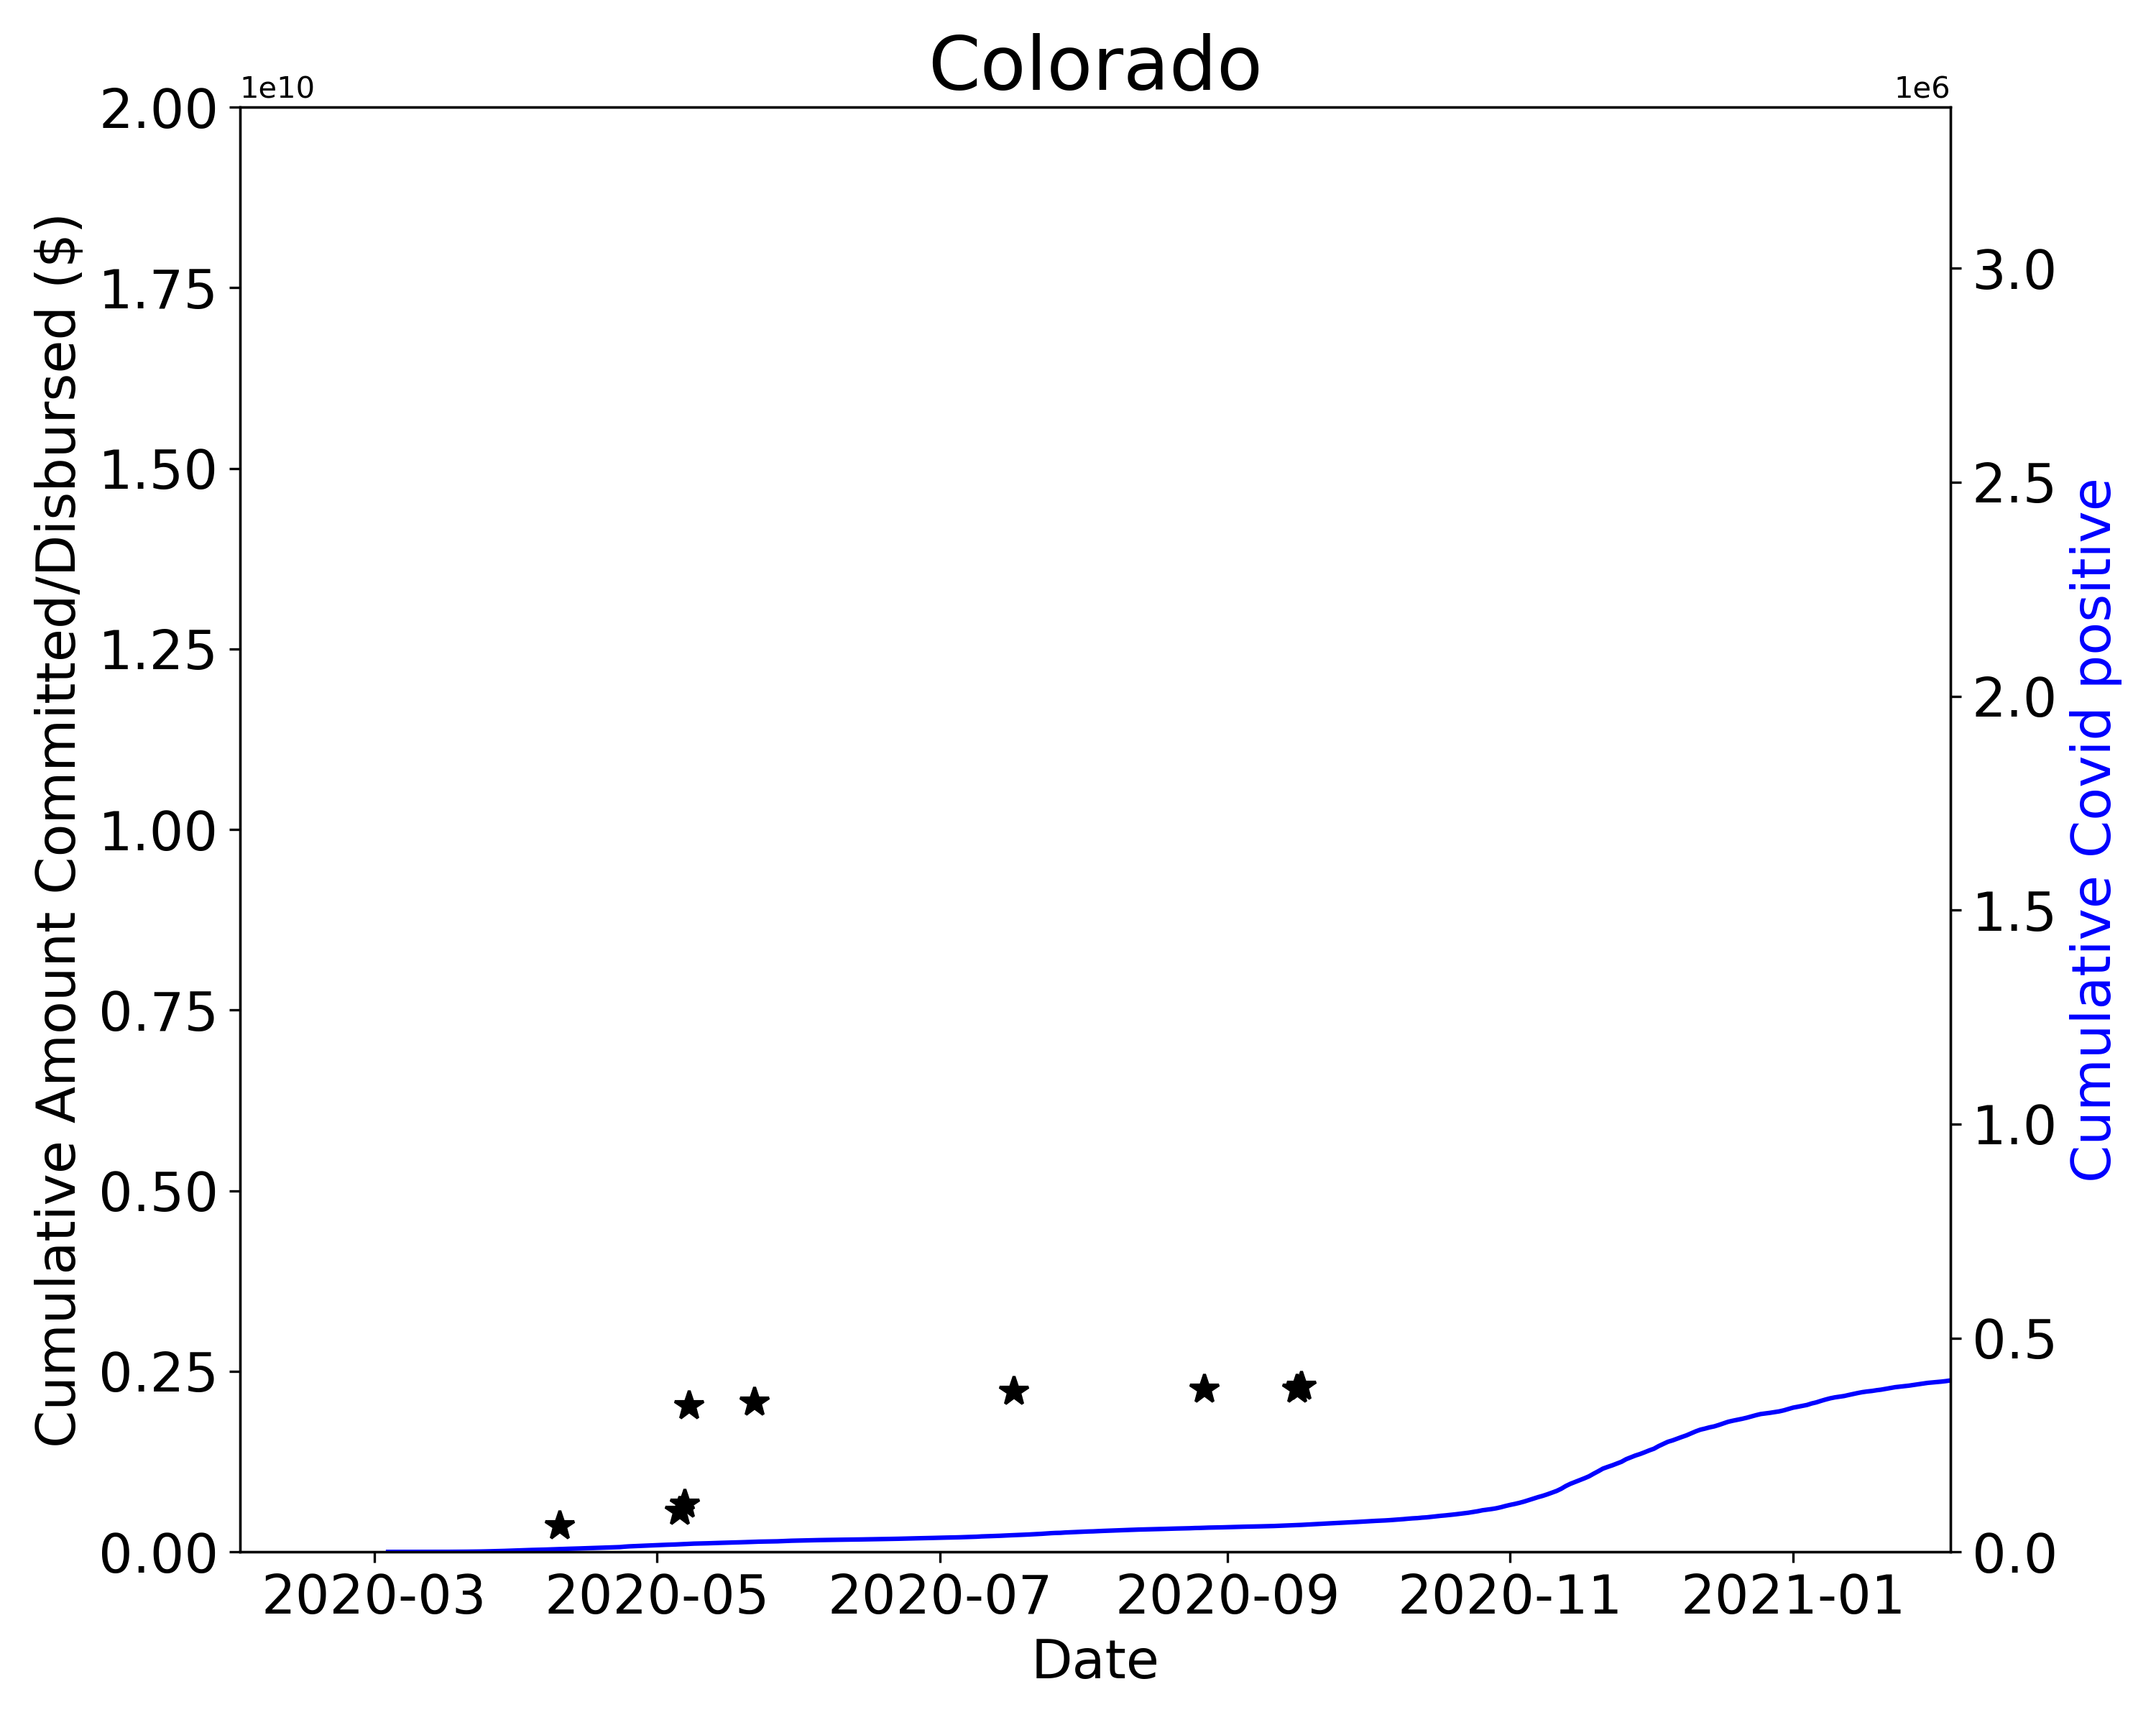 Colorado
1e10
1e6
2.00
1.75
1.50
1.25
1.00
0.75
0.50
0.25
0.00
Cumulative Amount Committed/Disbursed ($)
3.0
2.5
2.0
1.5
1.0
0.5
0.0
Cumulative Covid positive
2020-03 2020-05 2020-07 2020-09 2020-11 2021-01
Date